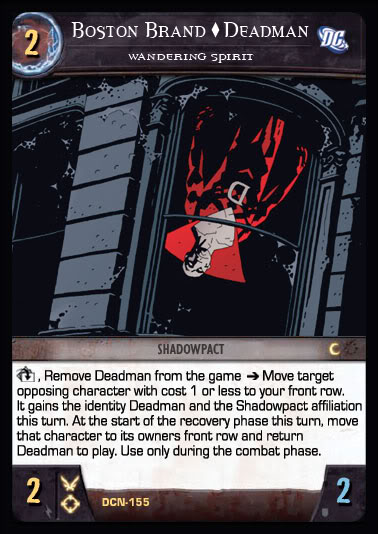 2
BOSTON BRAND ♦ DEADMAN
DC
WANDERING SPIRIT
D
SHADOWPACT
C
, Remove Deadman from the game ➔ Move target
opposing character with cost 1 or less to your front row.
It gains the identity Deadman and the Shadowpact affiliation
this turn. At the start of the recovery phase this turn, move
that character to its owners front row and return
Deadman to play. Use only during the combat phase.
2
DCN-155
2